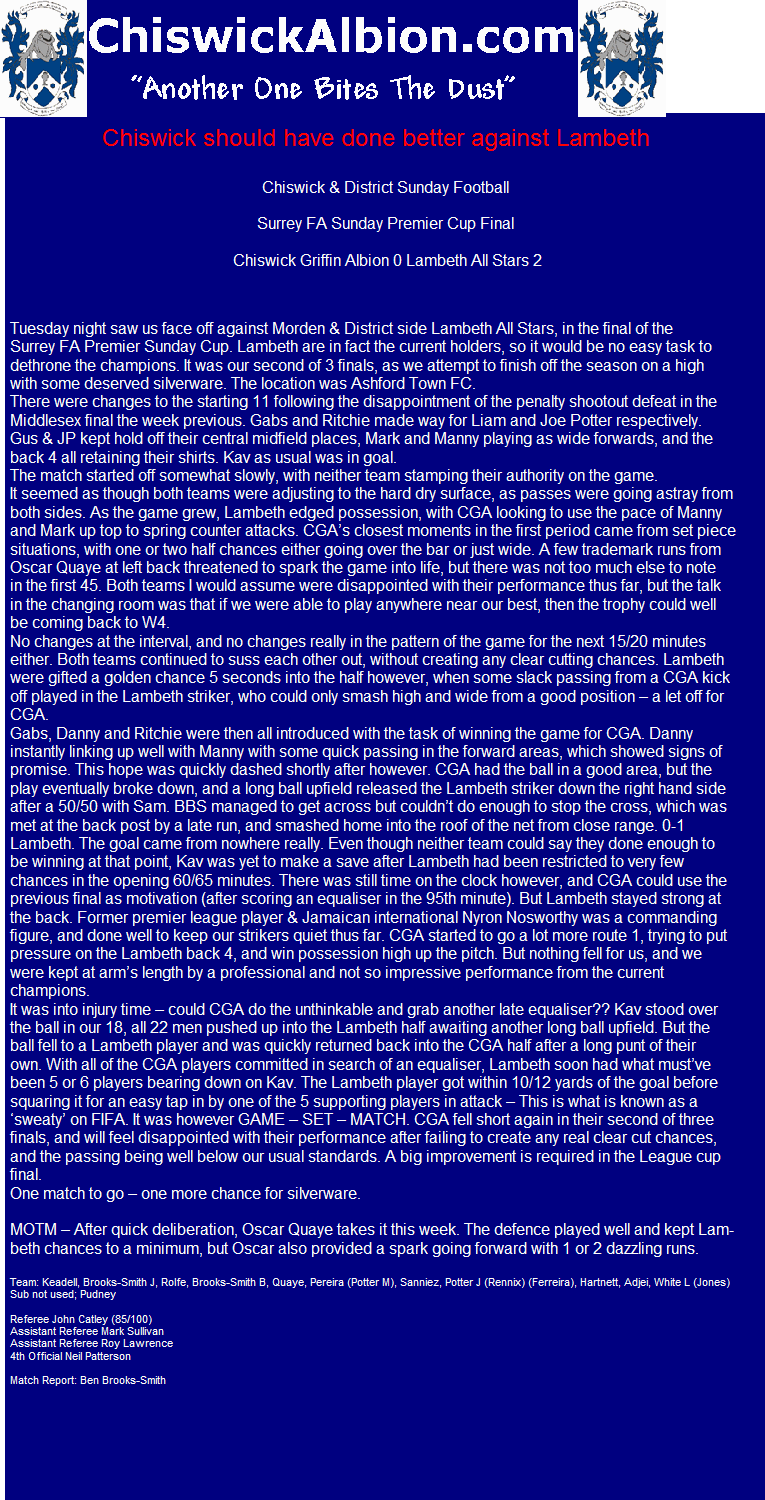 ChiswickAlbion.com
"Another One Bites The Dust"
Chiswick should have done better against Lambeth
Chiswick & District Sunday Football
Surrey FA Sunday Premier Cup Final
Chiswick Griffin Albion 0 Lambeth All Stars 2
Tuesday night saw us face off against Morden & District side Lambeth All Stars, in the final of the
Surrey FA Premier Sunday Cup. Lambeth are in fact the current holders, so it would be no easy task to
dethrone the champions. It was our second of 3 finals, as we attempt to finish off the season on a high
with some deserved silverware. The location was Ashford Town FC.
There were changes to the starting 11 following the disappointment of the penalty shootout defeat in the
Middlesex final the week previous. Gabs and Ritchie made way for Liam and Joe Potter respectively.
Gus & JP kept hold off their central midfield places, Mark and Manny playing as wide forwards, and the
back 4 all retaining their shirts. Kav as usual was in goal.
The match started off somewhat slowly, with neither team stamping their authority on the game.
It seemed as though both teams were adjusting to the hard dry surface, as passes were going astray from
both sides. As the game grew, Lambeth edged possession, with CGA looking to use the pace of Manny
and Mark up top to spring counter attacks. CGA's closest moments in the first period came from set piece
situations, with one or two half chances either going over the bar or just wide. A few trademark runs from
Oscar Quaye at left back threatened to spark the game into life, but there was not too much else to note
in the first 45. Both teams I would assume were disappointed with their performance thus far, but the talk
in the changing room was that if we were able to play anywhere near our best, then the trophy could well
be coming back to W4.
No changes at the interval, and no changes really in the pattern of the game for the next 15/20 minutes
either. Both teams continued to suss each other out, without creating any clear cutting chances. Lambeth
were gifted a golden chance 5 seconds into the half however, when some slack passing from a CGA kick
off played in the Lambeth striker, who could only smash high and wide from a good position – a let off for
CGA.
Gabs, Danny and Ritchie were then all introduced with the task of winning the game for CGA. Danny
instantly linking up well with Manny with some quick passing in the forward areas, which showed signs of
promise. This hope was quickly dashed shortly after however. CGA had the ball in a good area, but the
play eventually broke down, and a long ball upfield released the Lambeth striker down the right hand side
after a 50/50 with Sam. BBS managed to get across but couldn't do enough to stop the cross, which was
met at the back post by a late run, and smashed home into the roof of the net from close range. 0-1
Lambeth. The goal came from nowhere really. Even though neither team could say they done enough to
be winning at that point, Kav was yet to make a save after Lambeth had been restricted to very few
chances in the opening 60/65 minutes. There was still time on the clock however, and CGA could use the
previous final as motivation (after scoring an equaliser in the 95th minute). But Lambeth stayed strong at
the back. Former premier league player & Jamaican international Nyron Nosworthy was a commanding
figure, and done well to keep our strikers quiet thus far. CGA started to go a lot more route 1, trying to put
pressure on the Lambeth back 4, and win possession high up the pitch. But nothing fell for us, and we
were kept at arm's length by a professional and not so impressive performance from the current
champions.
It was into injury time – could CGA do the unthinkable and grab another late equaliser?? Kav stood over
the ball in our 18, all 22 men pushed up into the Lambeth half awaiting another long ball upfield. But the
ball fell to a Lambeth player and was quickly returned back into the CGA half after a long punt of their
own. With all of the CGA players committed in search of an equaliser, Lambeth soon had what must've
been 5 or 6 players bearing down on Kav. The Lambeth player got within 10/12 yards of the goal before
squaring it for an easy tap in by one of the 5 supporting players in attack – This is what is known as a
'sweaty' on FIFA. It was however GAME – SET – MATCH. CGA fell short again in their second of three
finals, and will feel disappointed with their performance after failing to create any real clear cut chances,
and the passing being well below our usual standards. A big improvement is required in the League cup
final.
One match to go – one more chance for silverware.
MOTM – After quick deliberation, Oscar Quaye takes it this week. The defence played well and kept Lam-
beth chances to a minimum, but Oscar also provided a spark going forward with 1 or 2 dazzling runs.
Team: Keadell, Brooks-Smith J, Rolfe, Brooks-Smith B, Quaye, Pereira (Potter M), Sanniez, Potter J (Rennix) (Ferreira), Hartnett, Adjei, White L (Jones)
Sub not used; Pudney
Referee John Catley (85/100)
Assistant Referee Mark Sullivan
Assistant Referee Roy Lawrence
4th Official Neil Patterson
Match Report: Ben Brooks-Smith